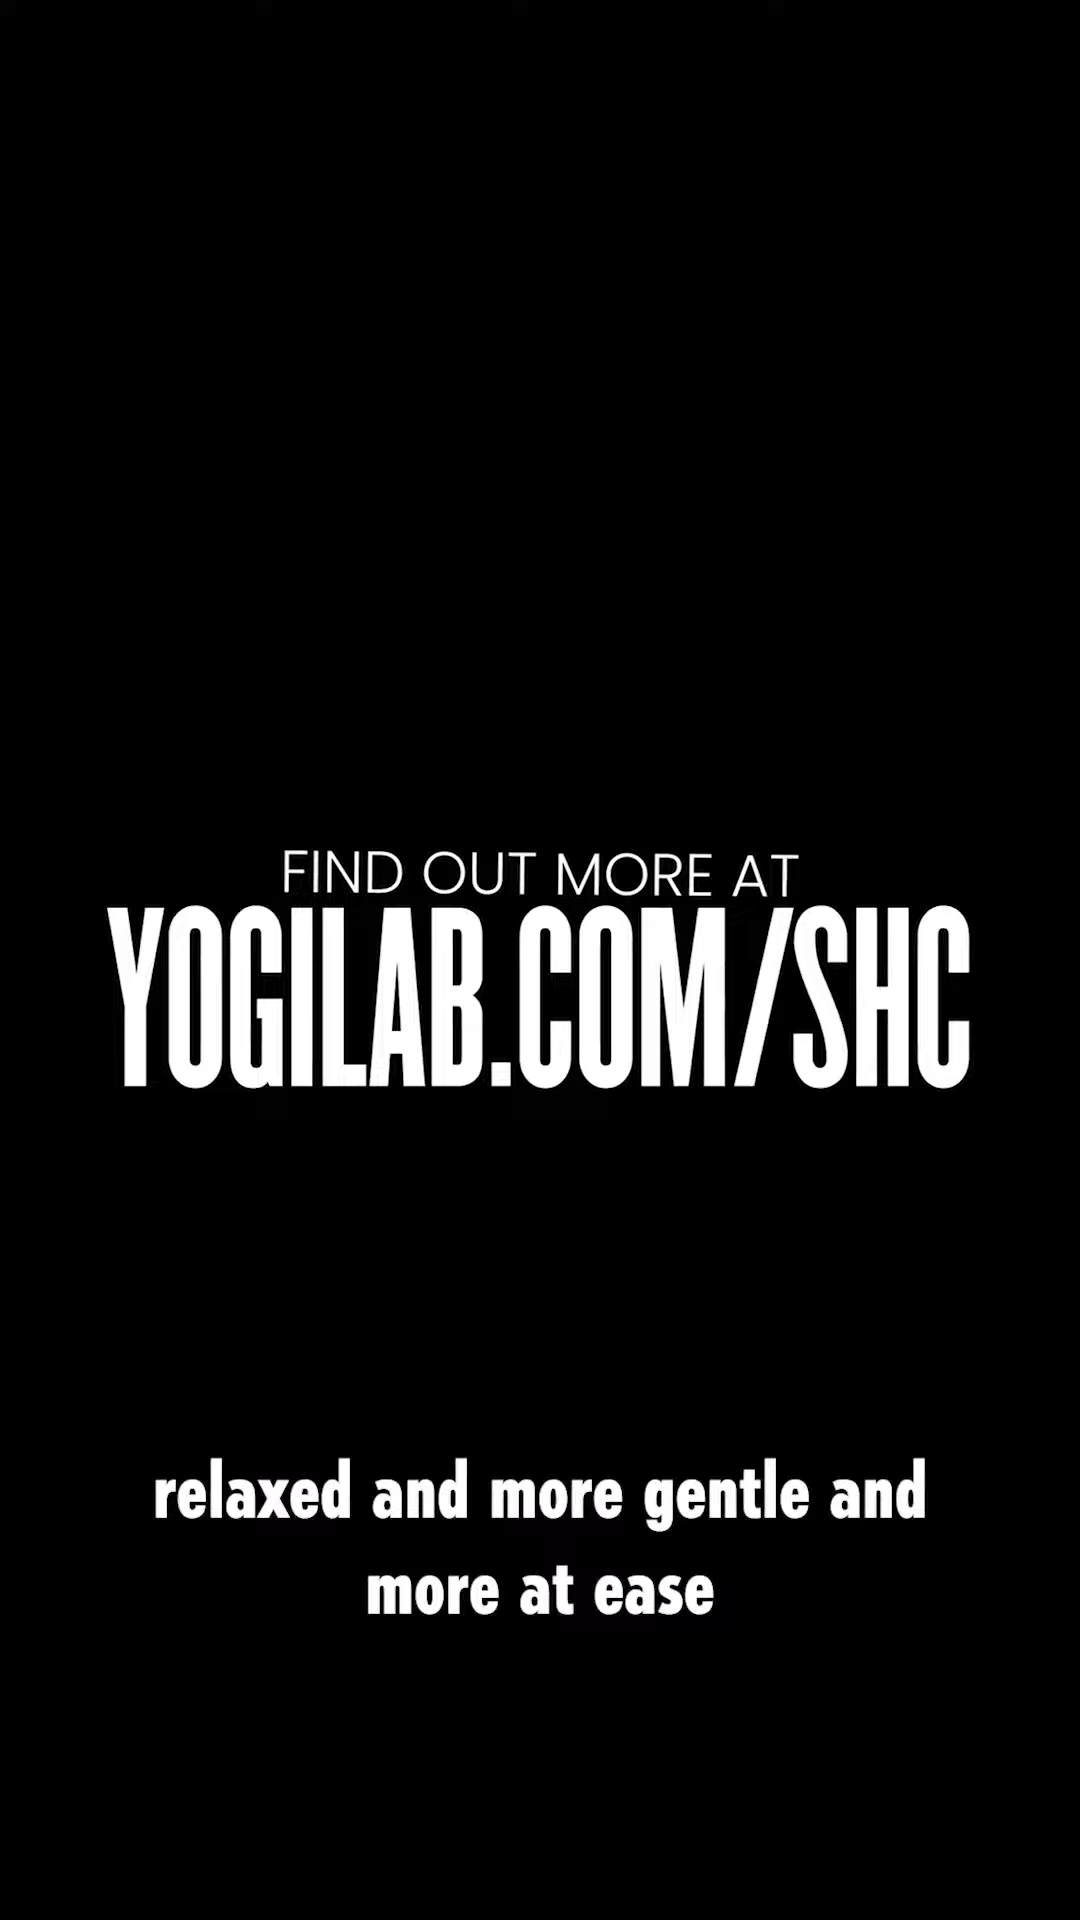 FIND OUT MORE AT
YOGILAB.COM/SHC
relaxed and more gentle and
more at ease